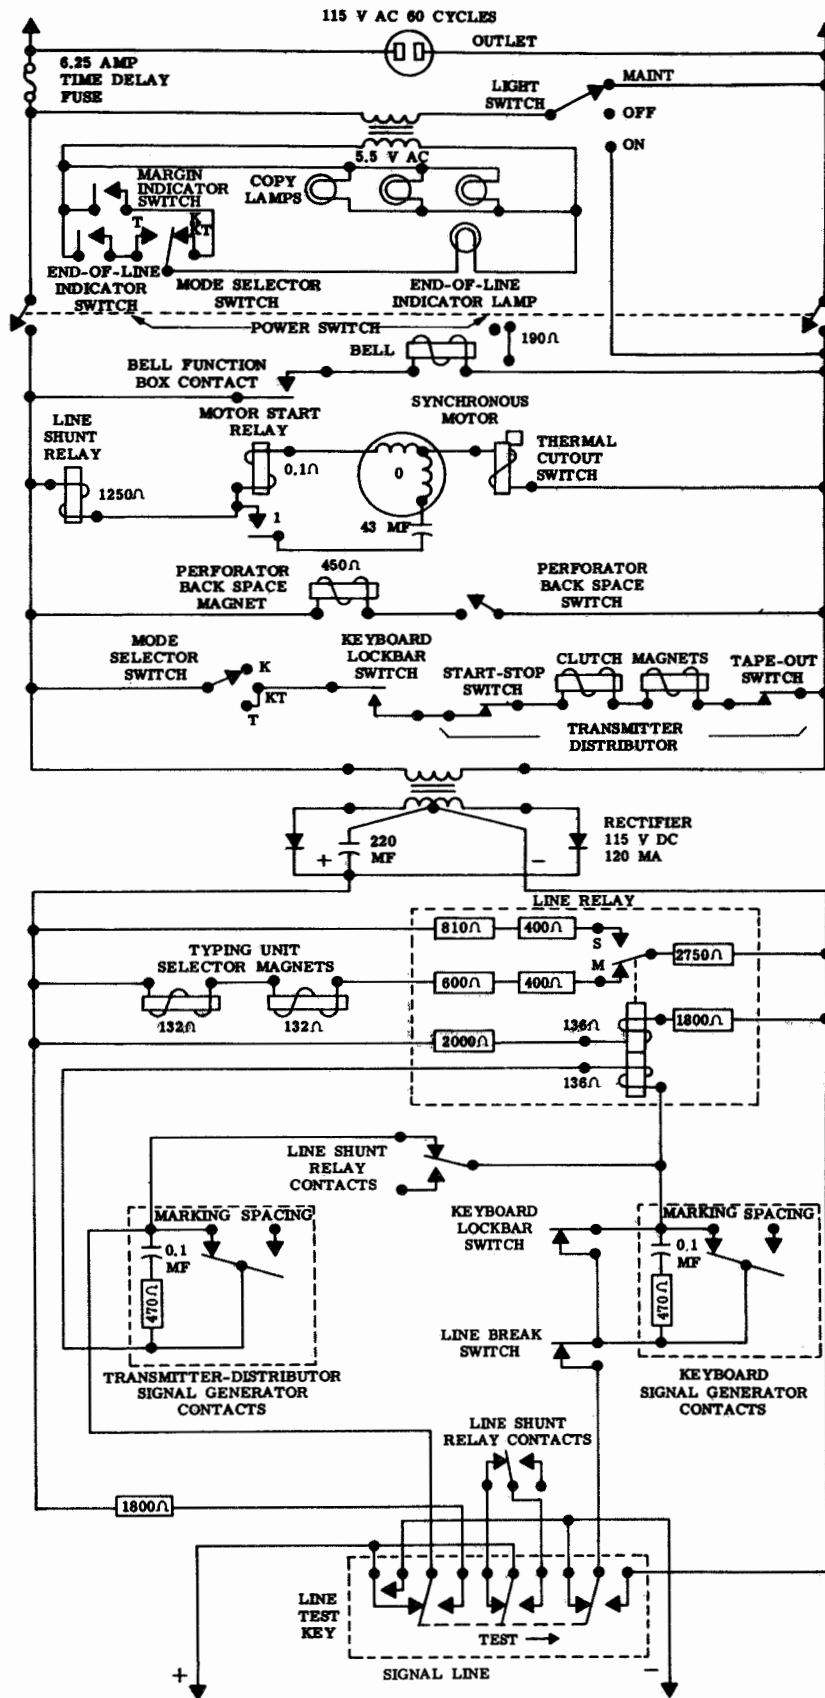 115 V AC 60 CYCLES
OUTLET
6.25 AMP
TIME DELAY
FUSE
MAINT
LIGHT
SWITCH
OFF
ON
5.5 V AC
MARGIN
INDICATOR
SWITCH
COPY
LAMPS
T
K
KT
END-OF-LINE
INDICATOR
SWITCH
MODE SELECTOR
SWITCH
END-OF-LINE
INDICATOR LAMP
POWER SWITCH
190Ω
BELL
BELL FUNCTION
BOX CONTACT
MOTOR START
RELAY
SYNCHRONOUS
MOTOR
LINE
SHUNT
RELAY
THERMAL
CUTOUT
SWITCH
0.1Ω
0
1250Ω
1
43 MF
450Ω
PERFORATOR
BACK SPACE
MAGNET
PERFORATOR
BACK SPACE
SWITCH
MODE
SELECTOR
SWITCH
K
KT
T
KEYBOARD
LOCKBAR
SWITCH
START-STOP
SWITCH
CLUTCH MAGNETS
TAPE-OUT
SWITCH
TRANSMITTER
DISTRIBUTOR
220
MF
+
-
RECTIFIER
115 V DC
120 MA
LINE RELAY
810Ω
400Ω
S
TYPING UNIT
SELECTOR MAGNETS
M
2750Ω
600Ω
400Ω
132Ω
132Ω
136Ω
1800Ω
2000Ω
136Ω
LINE SHUNT
RELAY
CONTACTS
MARKING SPACING
0.1
MF
470Ω
KEYBOARD
LOCKBAR
SWITCH
MARKING SPACING
0.1
MF
470Ω
LINE BREAK
SWITCH
TRANSMITTER-DISTRIBUTOR
SIGNAL GENERATOR
CONTACTS
KEYBOARD
SIGNAL GENERATOR
CONTACTS
LINE SHUNT
RELAY CONTACTS
1800Ω
LINE
TEST
KEY
TEST
+
SIGNAL LINE
-